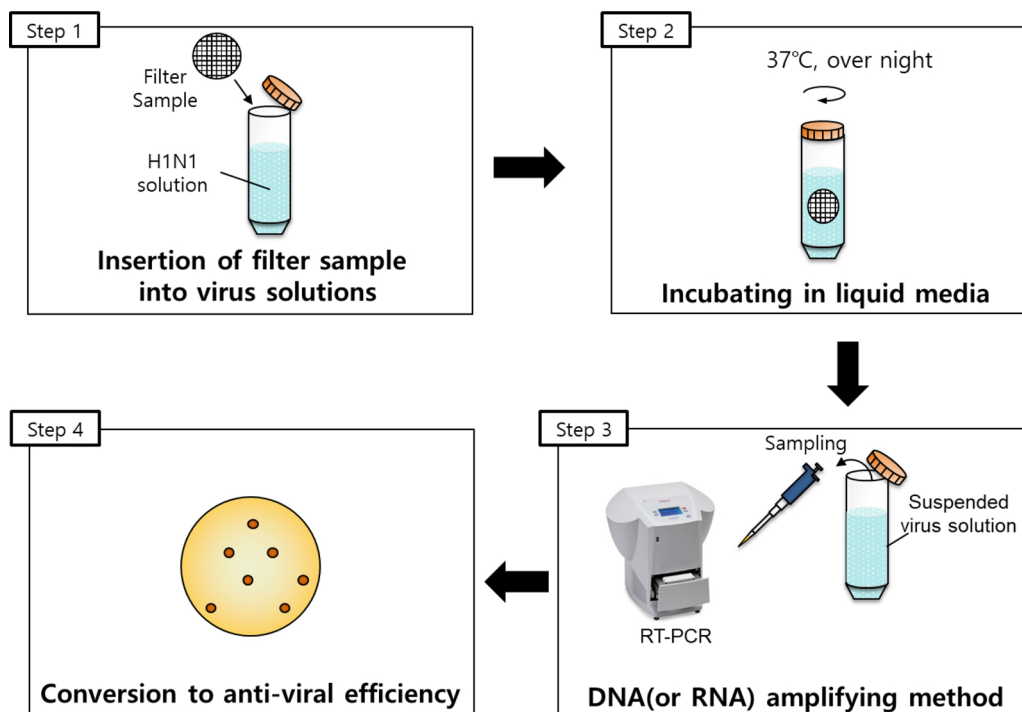 Step 1
Filter
Sample
H1N1
solution
Insertion of filter sample
into virus solutions
Step 2
37℃, over night
Incubating in liquid media
Step 3
Sampling
Suspended
virus solution
RT-PCR
DNA(or RNA) amplifying method
Step 4
Conversion to anti-viral efficiency